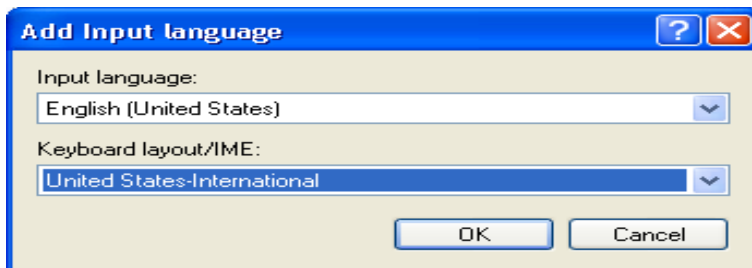 Add Input language
?
Input language:
English (United States)
Keyboard layout/IME:
United States-International
OK Cancel